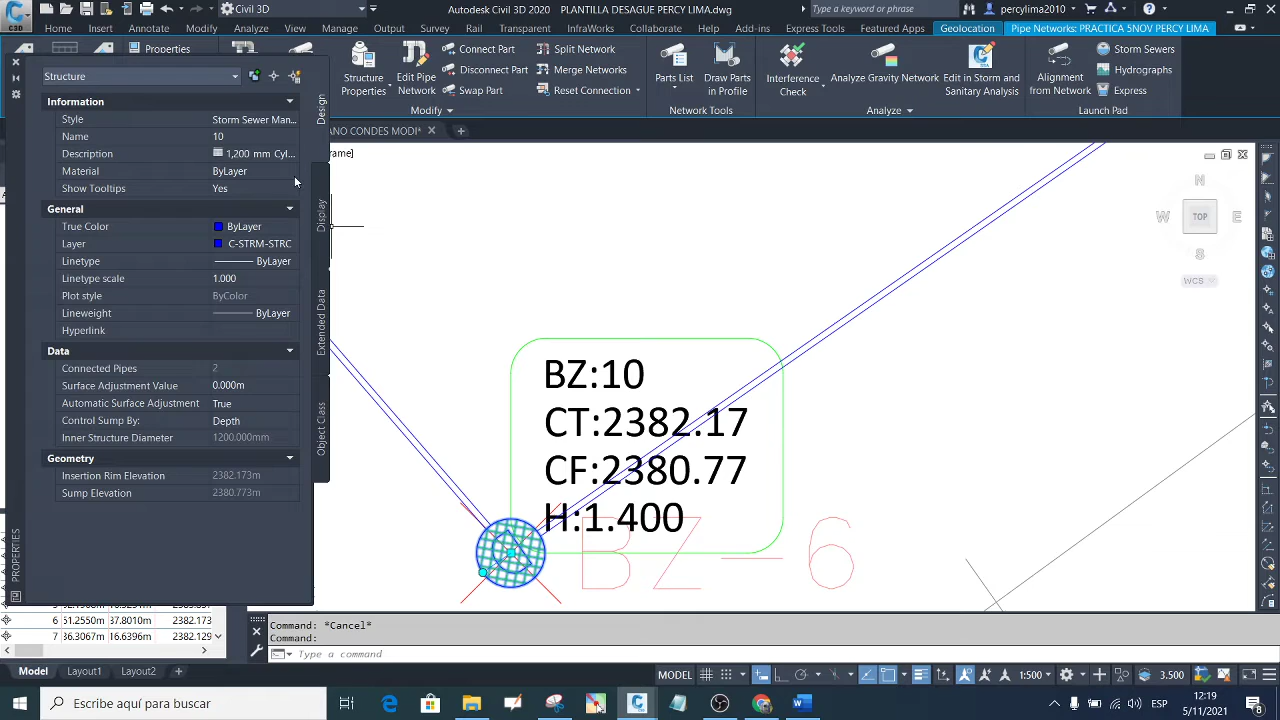 Civil 3D
Autodesk Civil 3D 2020 PLANTILLA DESAGUE PERCY LIMA.dwg
Type a keyword or phrase
percylima2010
Home Insert Annotate Modify Analyze View Manage Output Survey Rail Transparent InfraWorks Collaborate Help Add-ins Express Tools Featured Apps Geolocation Pipe Networks: PRACTICA 5NOV PERCY LIMA
Properties
Structure Properties
Edit Pipe Network
Connect Part
Disconnect Part
Swap Part
Split Network
Merge Networks
Reset Connection
Parts List
Draw Parts in Profile
Interference Check
Analyze Gravity Network
Edit in Storm and Sanitary Analysis
Alignment from Network
Storm Sewers
Hydrographs
Express
Modify
Network Tools
Analyze
Launch Pad
ANO CONDES MODI*
rame]
Structure
Information
Style Storm Sewer Man...
Name 10
Description 1,200 mm Cyl...
Material ByLayer
Show Tooltips Yes
General
True Color ByLayer
Layer C-STRM-STRC
Linetype ByLayer
Linetype scale 1.000
Plot style ByColor
Lineweight ByLayer
Hyperlink
Data
Connected Pipes 2
Surface Adjustment Value 0.000m
Automatic Surface Adjustment True
Control Sump By: Depth
Inner Structure Diameter 1200.000mm
Geometry
Insertion Rim Elevation 2382.173m
Sump Elevation 2380.773m
PROPERTIES
Design
Display
Extended Data
Object Class
N
W TOP E
S
WCS
BZ:10
CT:2382.17
CF:2380.77
H:1.400
BZ-6
6 51.2550m 37.8010m 2382.173
7 36.3067m 16.6396m 2382.129
Command: *Cancel*
Command:
Type a command
Model Layout1 Layout2 +
MODEL 1:500 3.500
Escribe aquí para buscar
ESP
12:19
5/11/2021